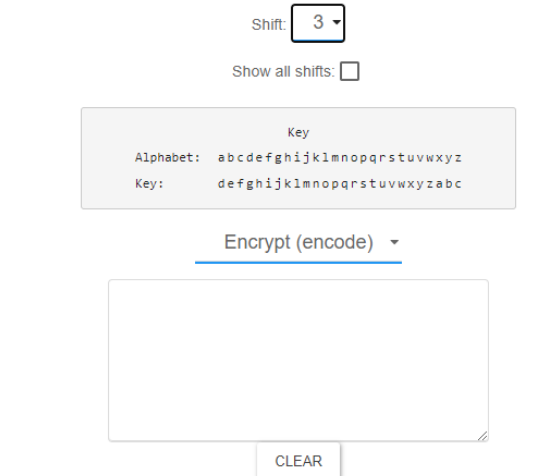 Shift: 3
Show all shifts:
Key
Alphabet: abcdefghijklmnopqrstuvwxyz
Key: defghijklmnopqrstuvwxyzabc
Encrypt (encode)
CLEAR